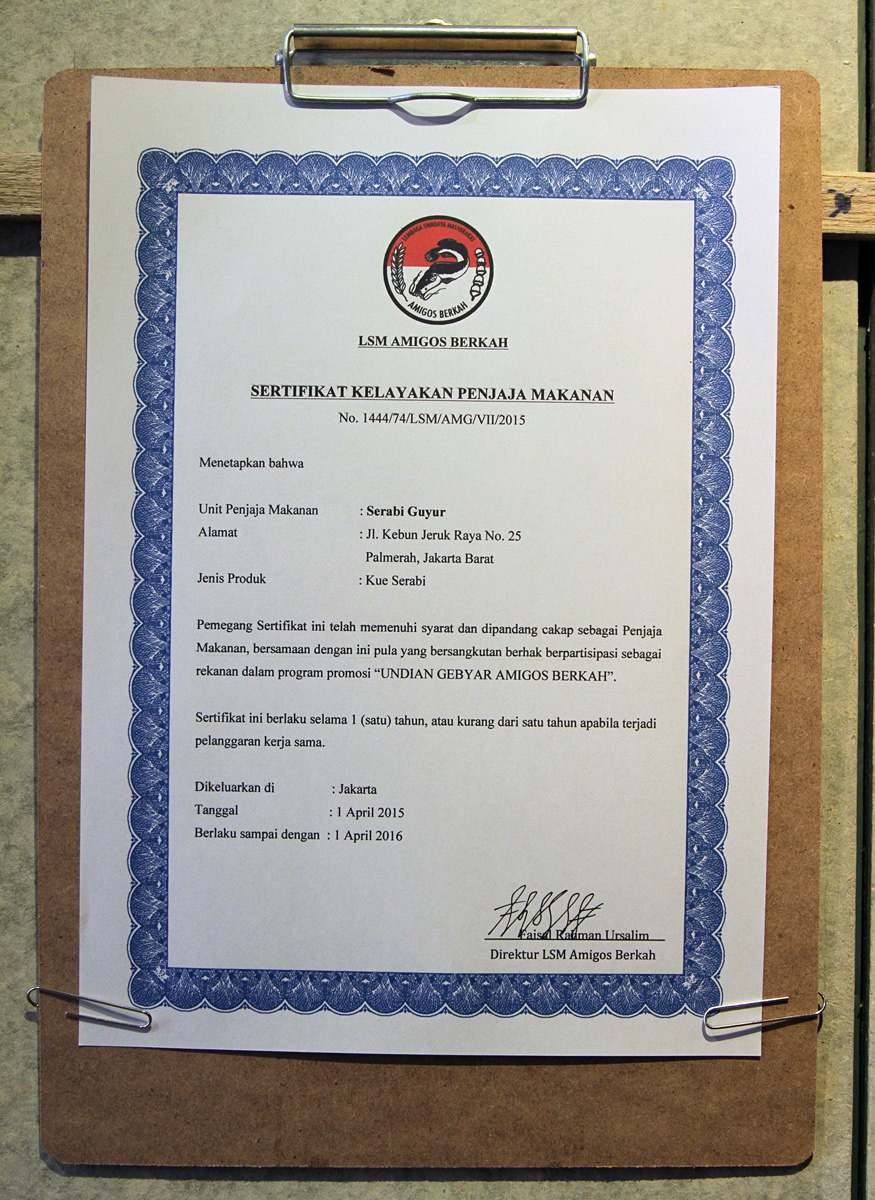 LEMBAGA SWADAYA MASYARAKAT
AMIGOS BERKAH
LSM AMIGOS BERKAH
SERTIFIKAT KELAYAKAN PENJAJA MAKANAN
No. 1444/74/LSM/AMG/VII/2015
Menetapkan bahwa
Unit Penjaja Makanan : Serabi Guyur
Alamat : Jl. Kebun Jeruk Raya No. 25
Palmerah, Jakarta Barat
Jenis Produk : Kue Serabi
Pemegang Sertifikat ini telah memenuhi syarat dan dipandang cakap sebagai Penjaja
Makanan, bersamaan dengan ini pula yang bersangkutan berhak berpartisipasi sebagai
rekanan dalam program promosi “UNDIAN GEBYAR AMIGOS BERKAH”.
Sertifikat ini berlaku selama 1 (satu) tahun, atau kurang dari satu tahun apabila terjadi
pelanggaran kerja sama.
Dikeluarkan di : Jakarta
Tanggal : 1 April 2015
Berlaku sampai dengan : 1 April 2016
Faisal Rahman Ursalim
Direktur LSM Amigos Berkah